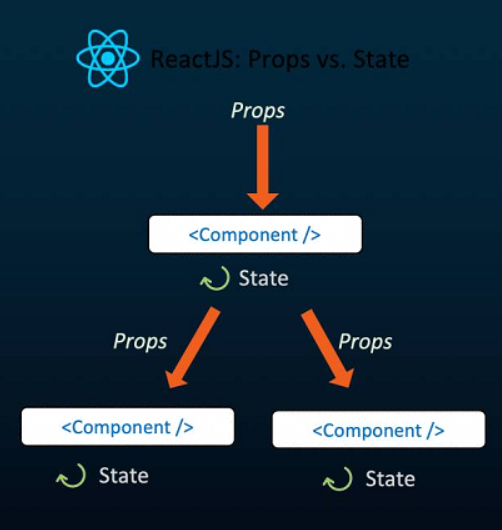 ReactJS: Props vs. State
Props
<Component />
State
Props
Props
<Component />
<Component />
State
State